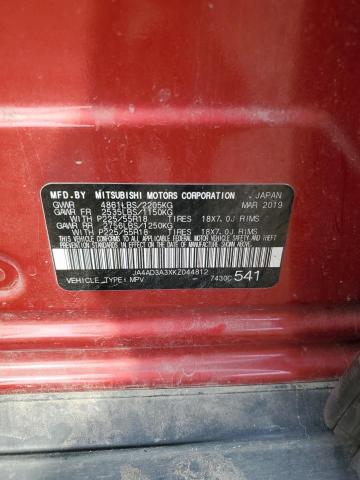 MFD.BY MITSUBISHI MOTORS CORPORATION , JAPAN
GVWR 4861LBS/2205KG MAR 2019
GAWR FR 2535LBS/1150KG
WITH P225/55R18 TIRES 18X7.0J RIMS
GAWR RR 2756LBS/1250KG
WITH P225/55R18 TIRES 18X7.0J RIMS
JA4AD3A3XKZ044812
VEHICLE TYPE: MPV 7430C 541